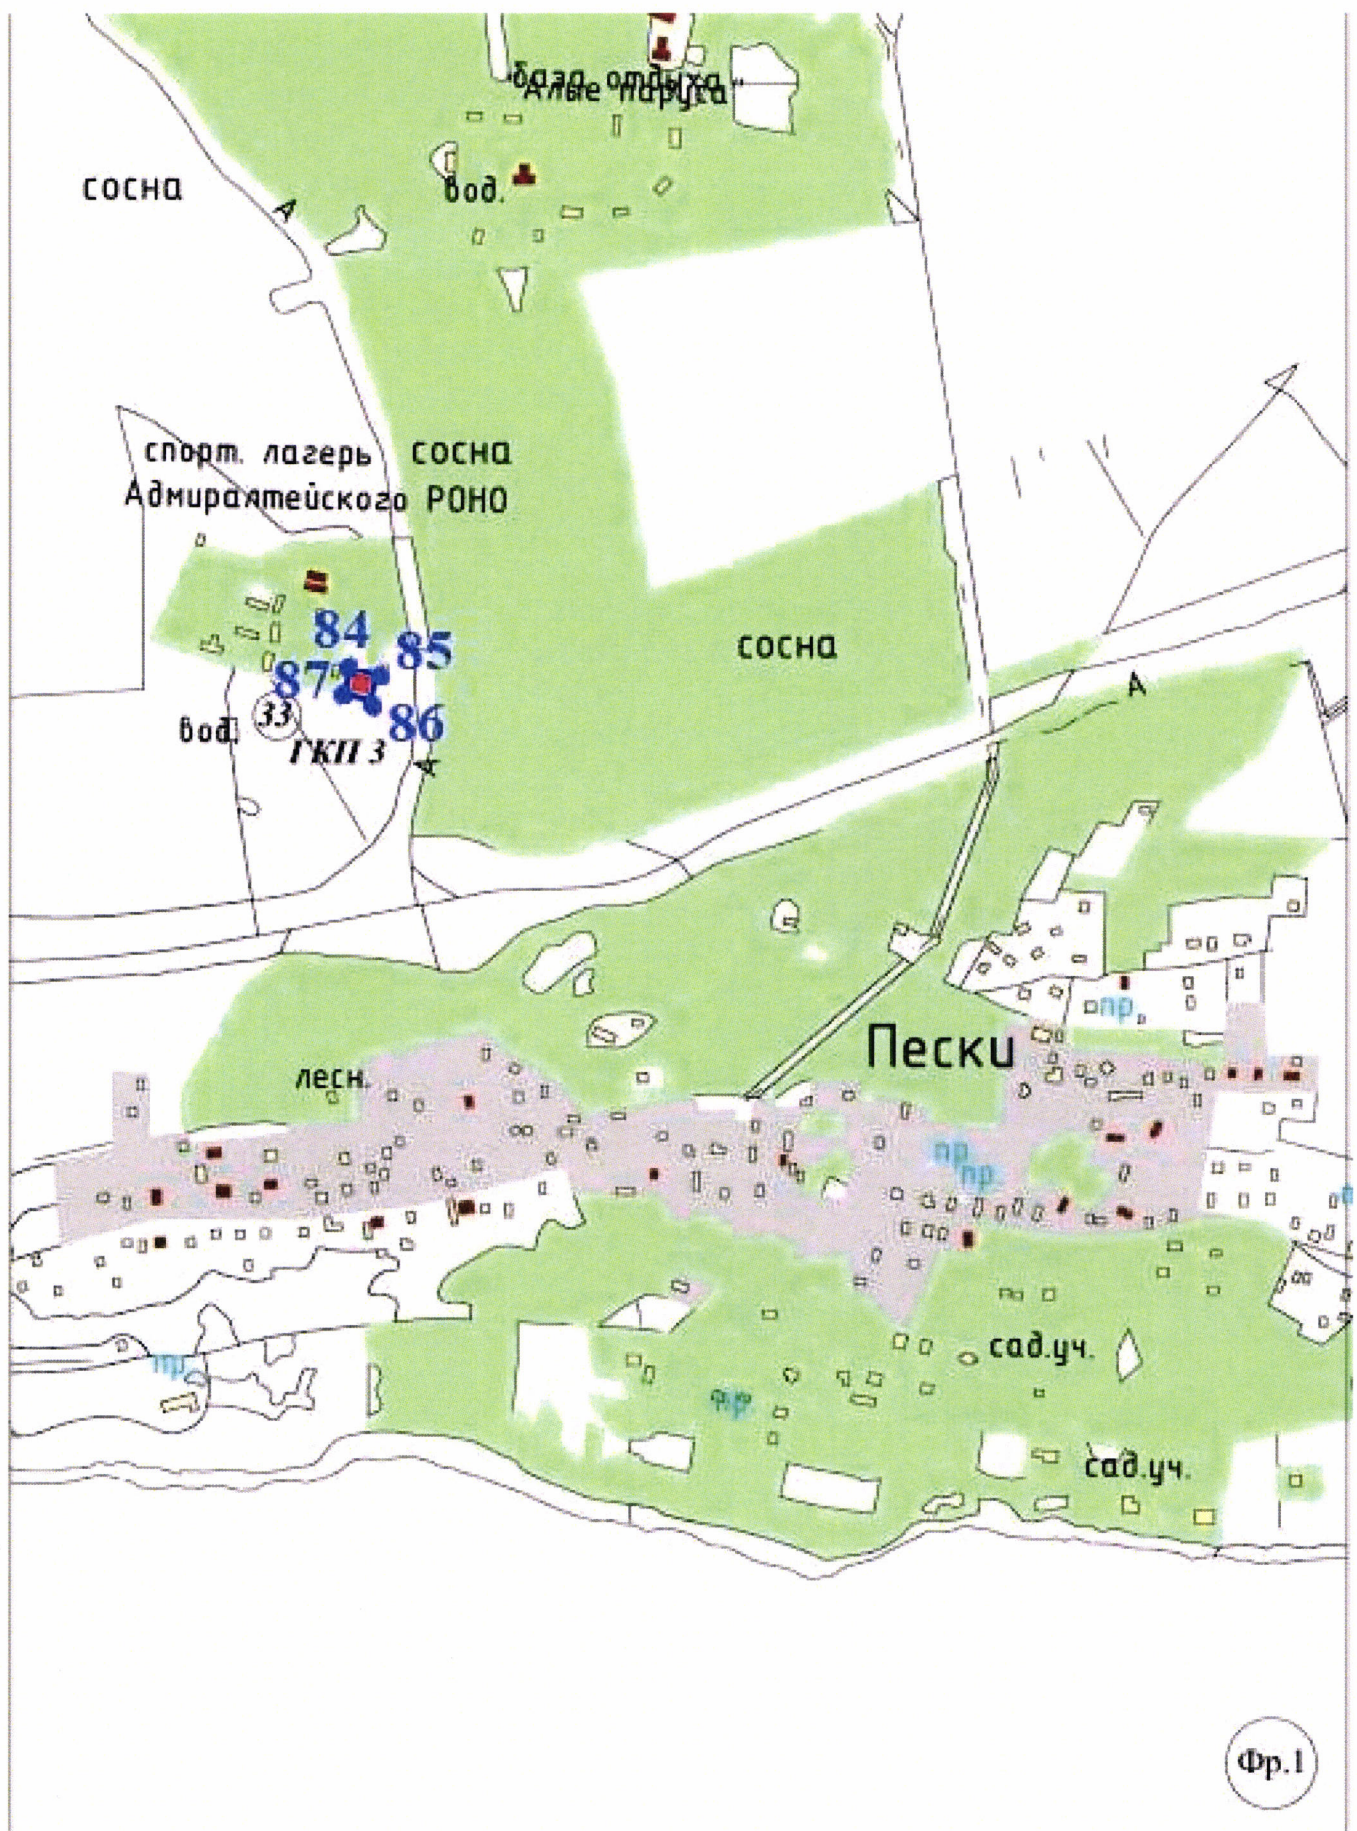 "база отдыха
Алые паруса"
сосна
А
вод.
спорт. лагерь
сосна
Адмиралтейского РОНО
84
85
сосна
87
А
33
86
вод.
ГКП 3
А
Пески
пр.
лесн.
пр.
пр.
сад.уч.
пр.
ф.р.
сад.уч.
Фр.1